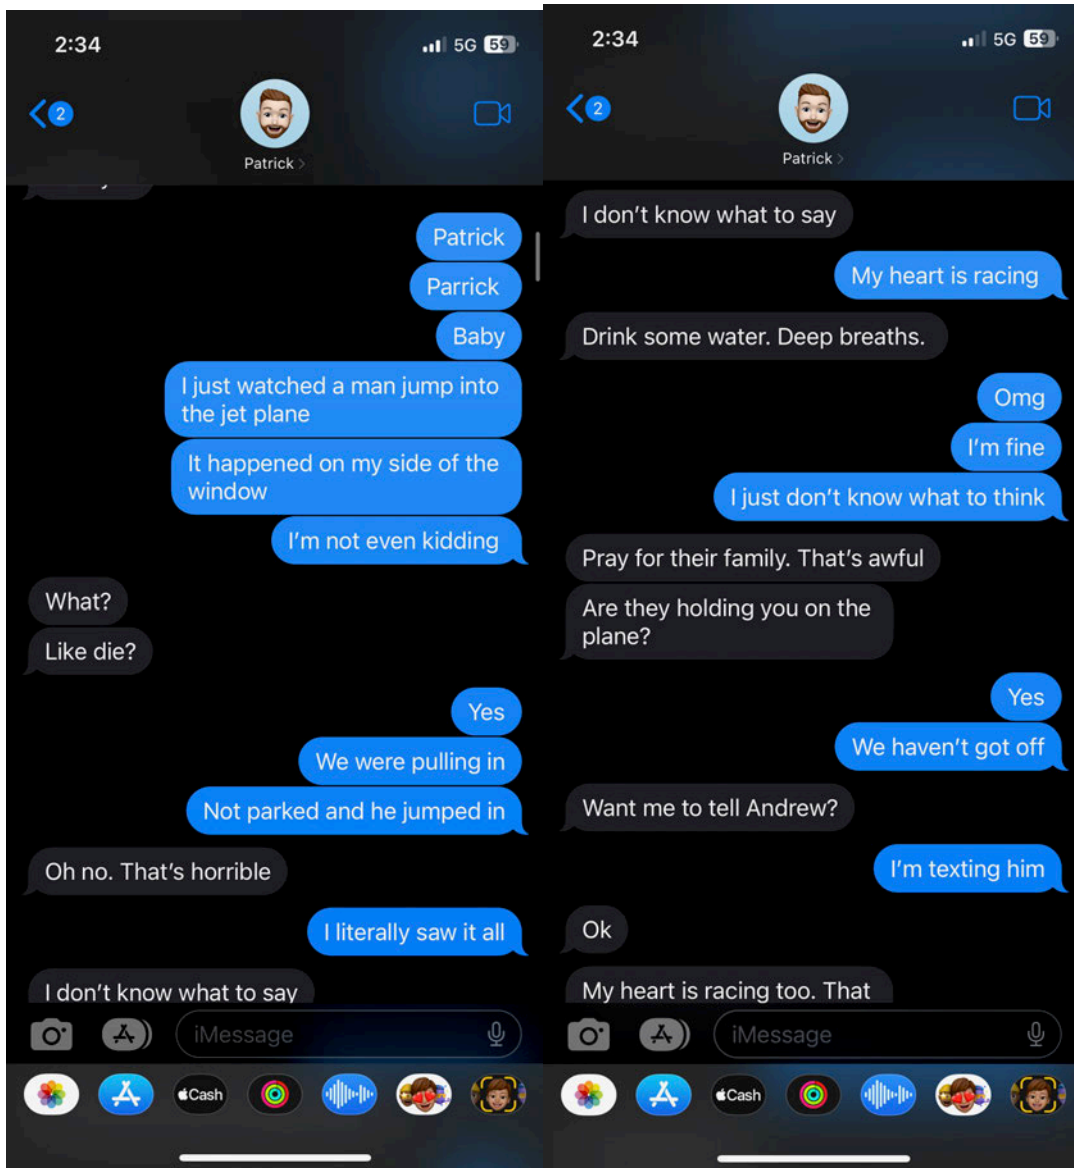 2:34
5G 59
2
Patrick
Patrick
Parrick
Baby
I just watched a man jump into
the jet plane
It happened on my side of the
window
I'm not even kidding
What?
Like die?
Yes
We were pulling in
Not parked and he jumped in
Oh no. That's horrible
I literally saw it all
I don't know what to say
iMessage
Cash
2:34
5G 59
2
Patrick
I don't know what to say
My heart is racing
Drink some water. Deep breaths.
Omg
I'm fine
I just don't know what to think
Pray for their family. That's awful
Are they holding you on the
plane?
Yes
We haven't got off
Want me to tell Andrew?
I'm texting him
Ok
My heart is racing too. That
iMessage
Cash